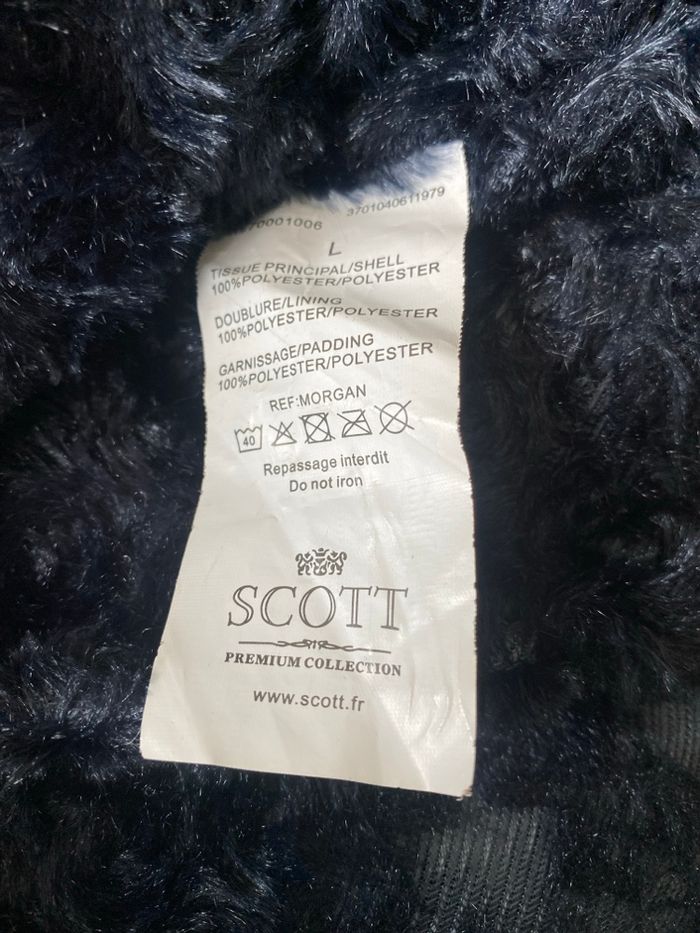 3701040611979
L
TISSUE PRINCIPAL/SHELL
100%POLYESTER/POLYESTER
DOUBLURE/LINING
100%POLYESTER/POLYESTER
GARNISSAGE/PADDING
100%POLYESTER/POLYESTER
REF:MORGAN
40
Repassage interdit
Do not iron
SCOTT
PREMIUM COLLECTION
www.scott.fr